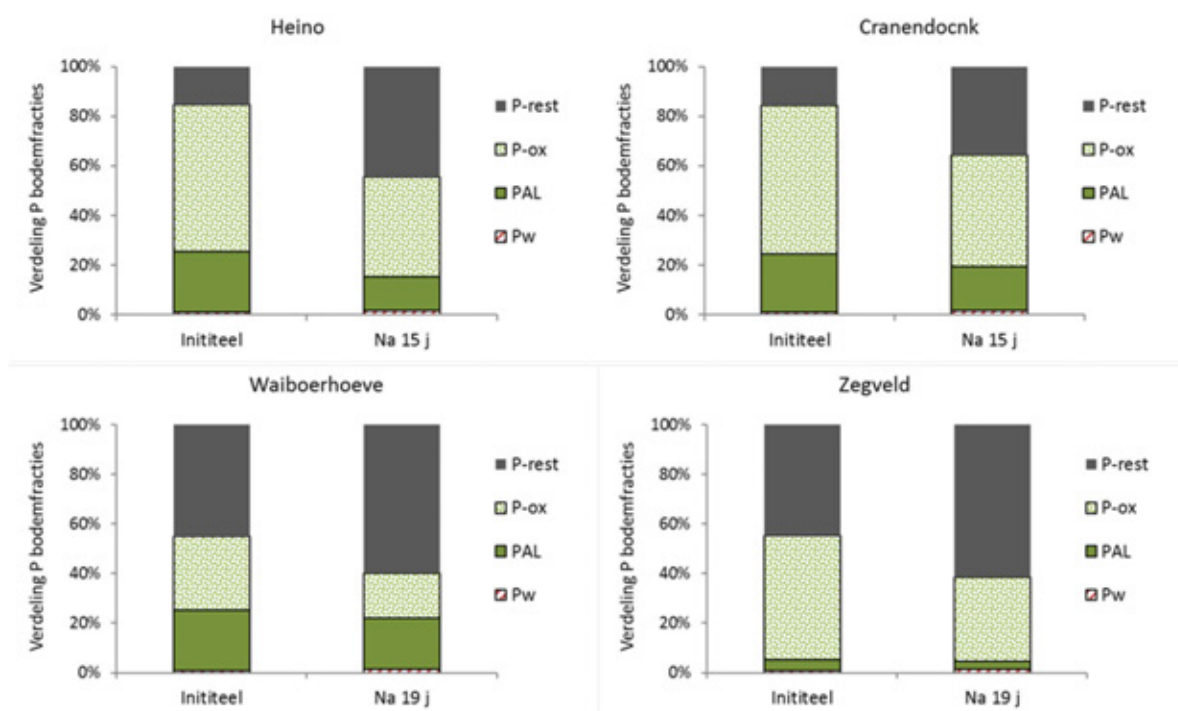 Heino
Verdeling P bodemfracties
100%
80%
60%
40%
20%
0%
Inititeel
Na 15 j
P-rest
P-ox
PAL
Pw
Cranendocnk
Verdeling P bodemfracties
100%
80%
60%
40%
20%
0%
Inititeel
Na 15 j
P-rest
P-ox
PAL
Pw
Waiboerhoeve
Verdeling P bodemfracties
100%
80%
60%
40%
20%
0%
Inititeel
Na 19 j
P-rest
P-ox
PAL
Pw
Zegveld
Verdeling P bodemfracties
100%
80%
60%
40%
20%
0%
Inititeel
Na 19 j
P-rest
P-ox
PAL
Pw